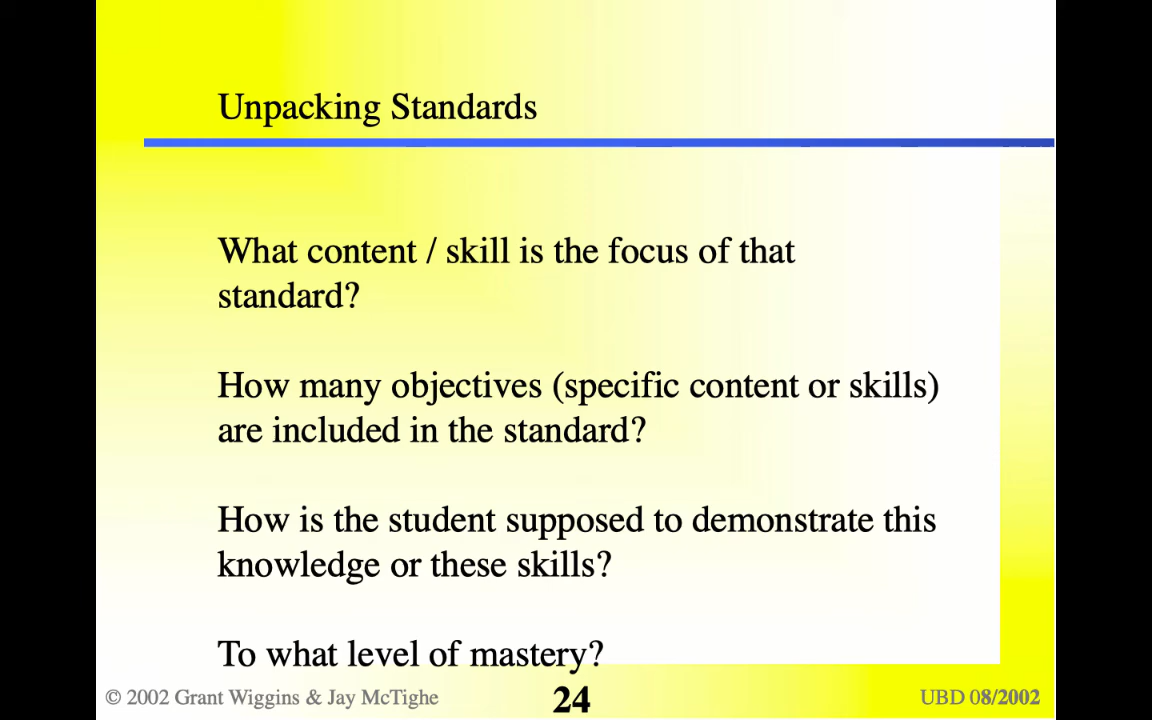 Unpacking Standards
What content / skill is the focus of that
standard?
How many objectives (specific content or skills)
are included in the standard?
How is the student supposed to demonstrate this
knowledge or these skills?
To what level of mastery?
© 2002 Grant Wiggins & Jay McTighe
24
UBD 08/2002